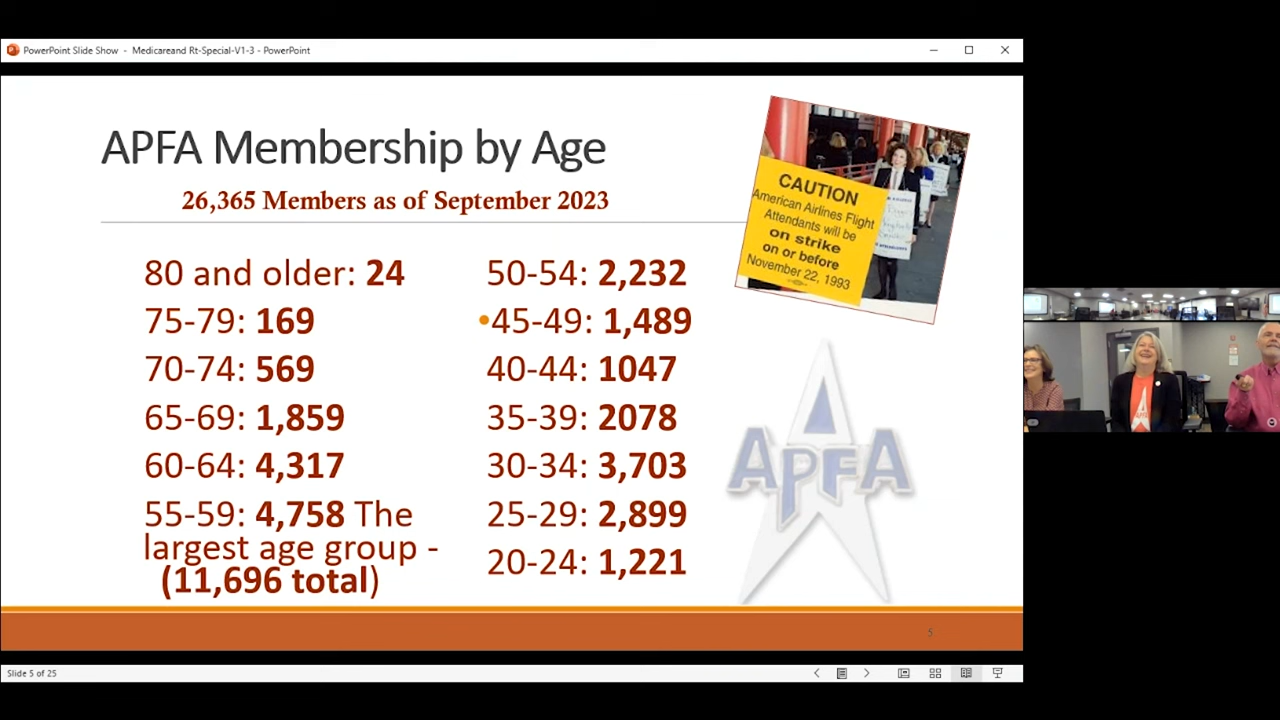 PowerPoint Slide Show - Medicareand Rt-Special-V1-3 - PowerPoint
APFA Membership by Age
26,365 Members as of September 2023
80 and older: 24
75-79: 169
70-74: 569
65-69: 1,859
60-64: 4,317
55-59: 4,758 The
largest age group -
(11,696 total)
50-54: 2,232
•45-49: 1,489
40-44: 1047
35-39: 2078
30-34: 3,703
25-29: 2,899
20-24: 1,221
CAUTION
American Airlines Flight
Attendants will be
on strike
on or before
November 22, 1993
APFA
5
Slide 5 of 25